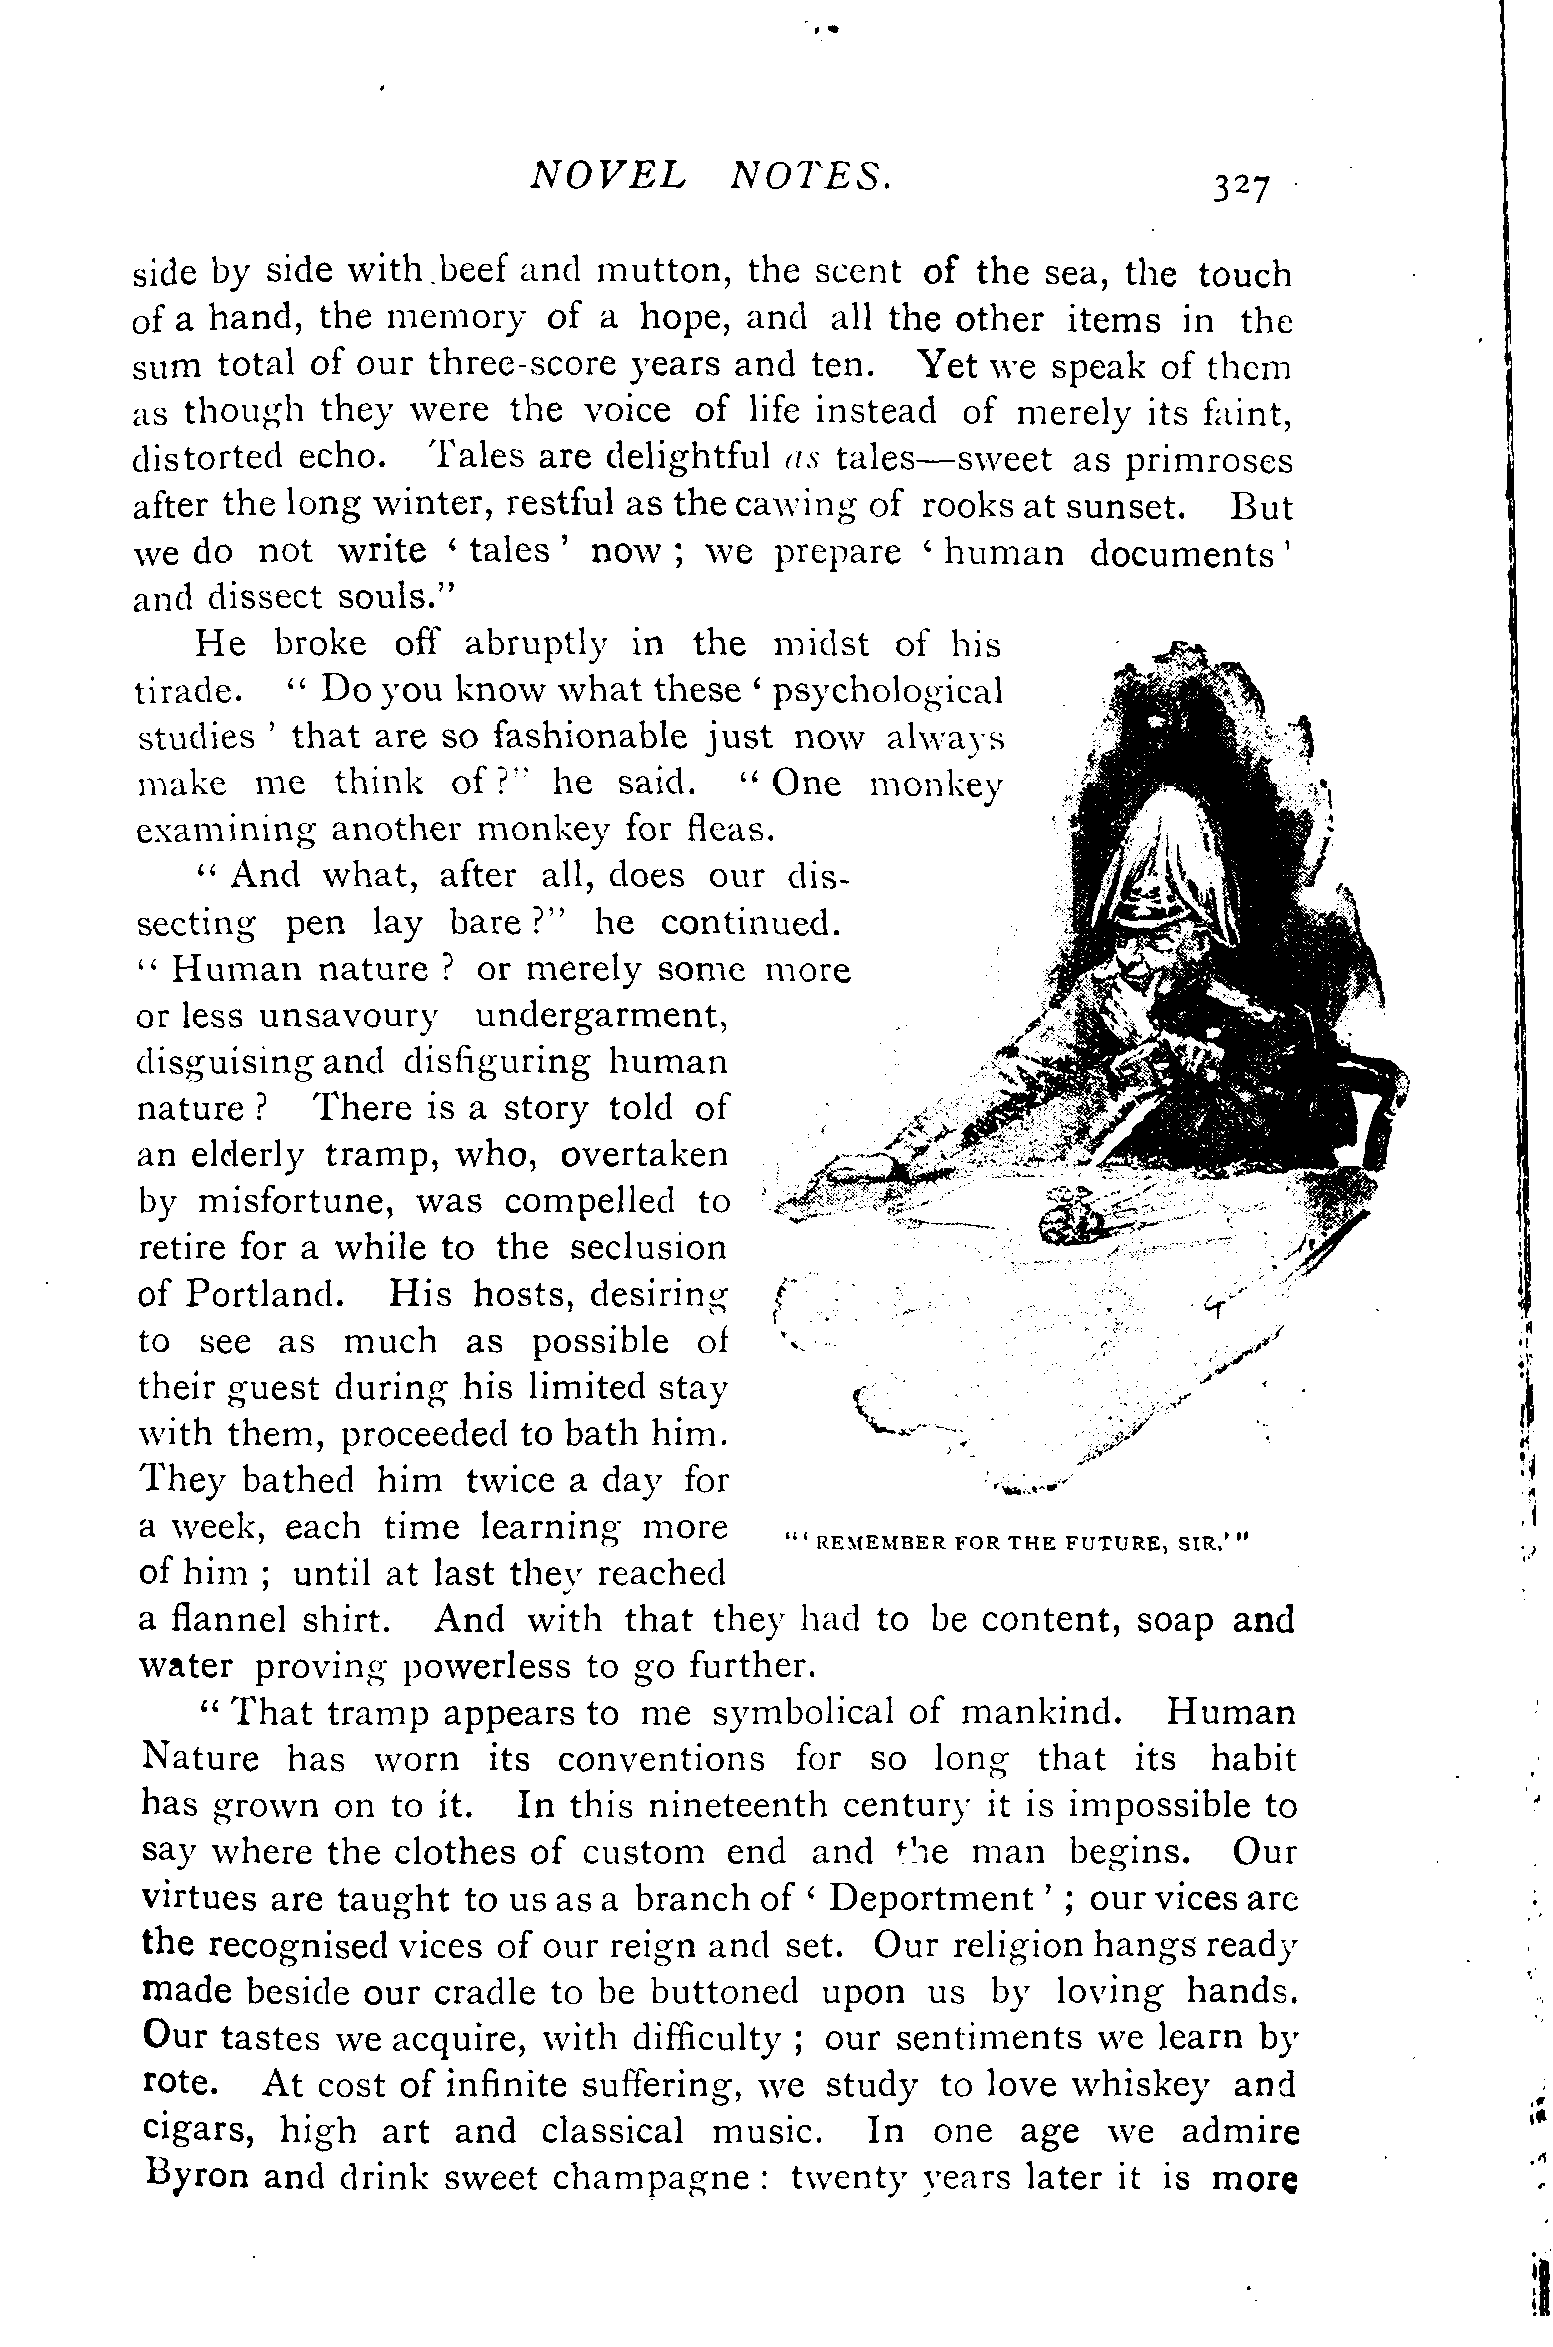 NOVEL NOTES. 327
side by side with beef and mutton, the scent of the sea, the touch
of a hand, the memory of a hope, and all the other items in the
sum total of our three-score years and ten. Yet we speak of them
as though they were the voice of life instead of merely its faint,
distorted echo. Tales are delightful as tales—sweet as primroses
after the long winter, restful as the cawing of rooks at sunset. But
we do not write ‘ tales ’ now ; we prepare ‘ human documents ’
and dissect souls.”
He broke off abruptly in the midst of his
tirade. “ Do you know what these ‘ psychological
studies ’ that are so fashionable just now always
make me think of ?” he said. “ One monkey
examining another monkey for fleas.
“ And what, after all, does our dis-
secting pen lay bare ?” he continued.
“ Human nature ? or merely some more
or less unsavoury undergarment,
disguising and disfiguring human
nature ? There is a story told of
an elderly tramp, who, overtaken
by misfortune, was compelled to
retire for a while to the seclusion
of Portland. His hosts, desiring
to see as much as possible of
their guest during his limited stay
with them, proceeded to bath him.
They bathed him twice a day for
a week, each time learning more
of him ; until at last they reached
“‘ REMEMBER FOR THE FUTURE, SIR.’”
a flannel shirt. And with that they had to be content, soap and
water proving powerless to go further.
“ That tramp appears to me symbolical of mankind. Human
Nature has worn its conventions for so long that its habit
has grown on to it. In this nineteenth century it is impossible to
say where the clothes of custom end and the man begins. Our
virtues are taught to us as a branch of ‘ Deportment ’ ; our vices are
the recognised vices of our reign and set. Our religion hangs ready
made beside our cradle to be buttoned upon us by loving hands.
Our tastes we acquire, with difficulty ; our sentiments we learn by
rote. At cost of infinite suffering, we study to love whiskey and
cigars, high art and classical music. In one age we admire
Byron and drink sweet champagne : twenty years later it is more